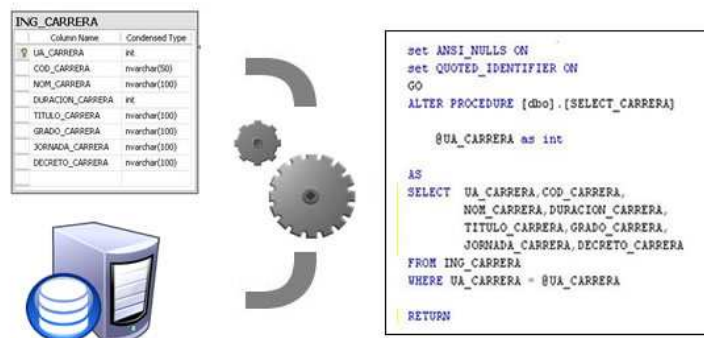 ING_CARRERA
Column Name Condensed Type
UA_CARRERA int
COD_CARRERA nvarchar(50)
NOM_CARRERA nvarchar(100)
DURACION_CARRERA int
TITULO_CARRERA nvarchar(100)
GRADO_CARRERA nvarchar(100)
JORNADA_CARRERA nvarchar(100)
DECRETO_CARRERA nvarchar(100)
set ANSI_NULLS ON
set QUOTED_IDENTIFIER ON
GO
ALTER PROCEDURE [dbo].[SELECT_CARRERA]
@UA_CARRERA as int
AS
SELECT UA_CARRERA,COD_CARRERA,
NOM_CARRERA,DURACION_CARRERA,
TITULO_CARRERA,GRADO_CARRERA,
JORNADA_CARRERA,DECRETO_CARRERA
FROM ING_CARRERA
WHERE UA_CARRERA = @UA_CARRERA
RETURN